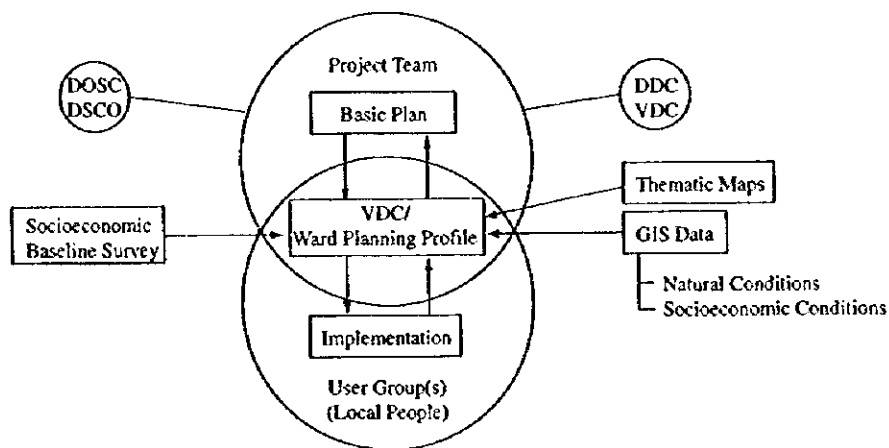 Project Team
DOSC
DSCO
DDC
VDC
Basic Plan
Thematic Maps
VDC/
Ward Planning Profile
Socioeconomic
Baseline Survey
GIS Data
Natural Conditions
Socioeconomic Conditions
Implementation
User Group(s)
(Local People)